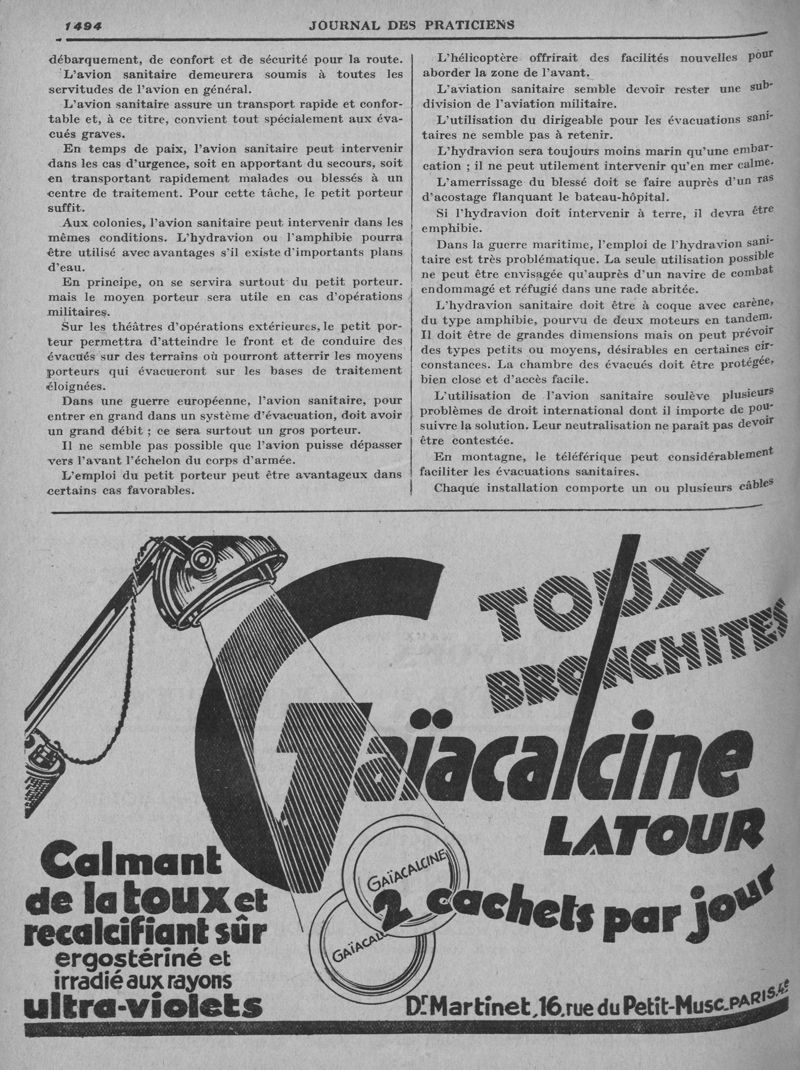 1494
JOURNAL DES PRATICIENS
débarquement, de confort et de sécurité pour la route.
L'avion sanitaire demeurera soumis à toutes les
servitudes de l'avion en général.
L'avion sanitaire assure un transport rapide et confor-
table et, à ce titre, convient tout spécialement aux éva-
cués graves.
En temps de paix, l'avion sanitaire peut intervenir
dans les cas d'urgence, soit en apportant du secours, soit
en transportant rapidement malades ou blessés à un
centre de traitement. Pour cette tâche, le petit porteur
suffit.
Aux colonies, l'avion sanitaire peut intervenir dans les
mêmes conditions. L'hydravion ou l'amphibie pourra
être utilisé avec avantages s'il existe d'importants plans
d'eau.
En principe, on se servira surtout du petit porteur.
mais le moyen porteur sera utile en cas d'opérations
militaires.
Sur les théâtres d'opérations extérieures, le petit por-
teur permettra d'atteindre le front et de conduire des
évacués sur des terrains où pourront atterrir les moyens
porteurs qui évacueront sur les bases de traitement
éloignées.
Dans une guerre européenne, l'avion sanitaire, pour
entrer en grand dans un système d'évacuation, doit avoir
un grand débit ; ce sera surtout un gros porteur.
Il ne semble pas possible que l'avion puisse dépasser
vers l'avant l'échelon du corps d'armée.
L'emploi du petit porteur peut être avantageux dans
certains cas favorables.
L'hélicoptère offrirait des facilités nouvelles pour
aborder la zone de l'avant.
L'aviation sanitaire semble devoir rester une sub-
division de l'aviation militaire.
L'utilisation du dirigeable pour les évacuations sani-
taires ne semble pas à retenir.
L'hydravion sera toujours moins marin qu'une embar-
cation ; il ne peut utilement intervenir qu'en mer calme.
L'amerrissage du blessé doit se faire auprès d'un ras
d'acostage flanquant le bateau-hôpital.
Si l'hydravion doit intervenir à terre, il devra être
emphibie.
Dans la guerre maritime, l'emploi de l'hydravion sani-
taire est très problématique. La seule utilisation possible
ne peut être envisagée qu'auprès d'un navire de combat
endommagé et réfugié dans une rade abritée.
L'hydravion sanitaire doit être à coque avec carène,
du type amphibie, pourvu de deux moteurs en tandem.
Il doit être de grandes dimensions mais on peut prévoir
des types petits ou moyens, désirables en certaines cir-
constances. La chambre des évacués doit être protégée,
bien close et d'accès facile.
L'utilisation de l'avion sanitaire soulève plusieurs
problèmes de droit international dont il importe de pou-
suivre la solution. Leur neutralisation ne paraît pas devoir
être contestée.
En montagne, le téléférique peut considérablement
faciliter les évacuations sanitaires.
Chaque installation comporte un ou plusieurs câbles
TOUX
BRONCHITES
Gaïacalcine
LATOUR
GAÏACALCINE
GAÏACAL
2 cachets par jour
Calmant
de la toux et
recalcifiant sûr
ergostériné et
irradié aux rayons
ultra-violets
Dr Martinet, 16, rue du Petit-Musc_PARIS.4e